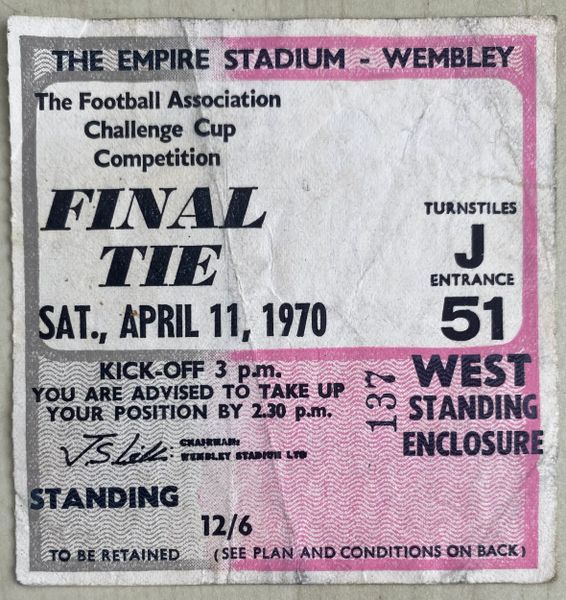 THE EMPIRE STADIUM - WEMBLEY
The Football Association
Challenge Cup
Competition
FINAL
TIE
SAT., APRIL 11, 1970
TURNSTILES
J
ENTRANCE
51
KICK-OFF 3 p.m.
YOU ARE ADVISED TO TAKE UP
YOUR POSITION BY 2.30 p.m.
CHAIRMAN:
WEMBLEY STADIUM LTD
137
WEST
STANDING
ENCLOSURE
STANDING
12/6
TO BE RETAINED (SEE PLAN AND CONDITIONS ON BACK)